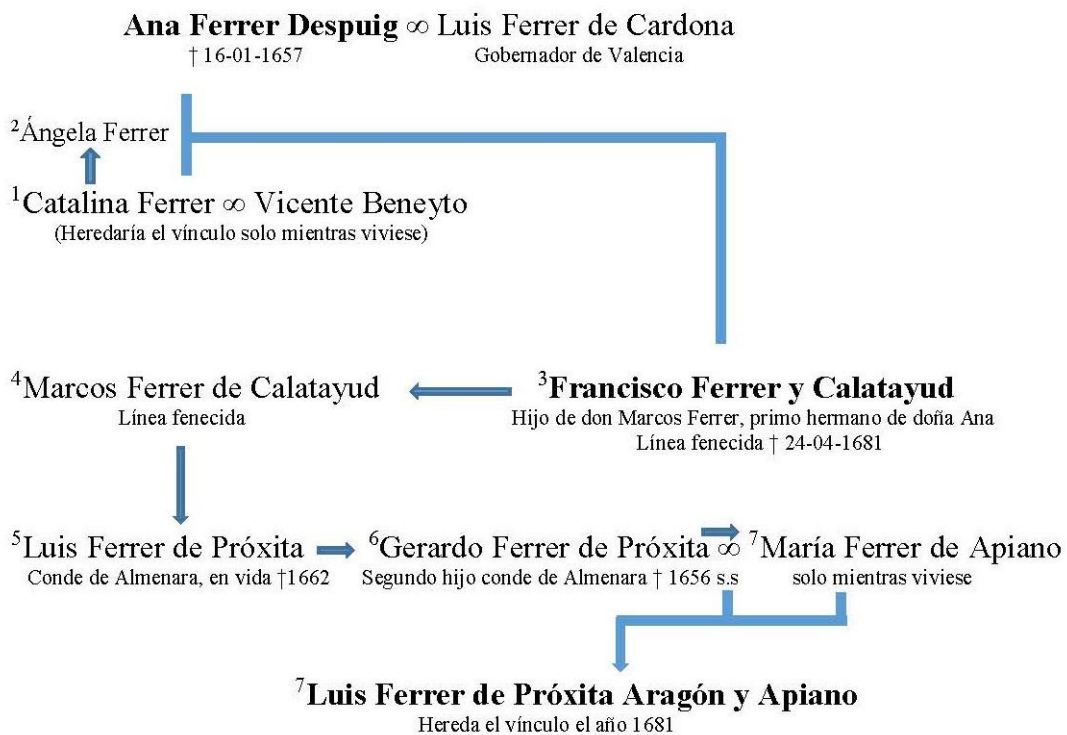 Ana Ferrer Despuig ∞ Luis Ferrer de Cardona
† 16-01-1657 Gobernador de Valencia
²Ángela Ferrer
¹Catalina Ferrer ∞ Vicente Beneyto
(Heredaría el vínculo solo mientras viviese)
⁴Marcos Ferrer de Calatayud
Línea fenecida
³Francisco Ferrer y Calatayud
Hijo de don Marcos Ferrer, primo hermano de doña Ana
Línea fenecida † 24-04-1681
⁵Luis Ferrer de Próxita
Conde de Almenara, en vida †1662
⁶Gerardo Ferrer de Próxita ∞ ⁷María Ferrer de Apiano
Segundo hijo conde de Almenara † 1656 s.s
solo mientras viviese
⁷Luis Ferrer de Próxita Aragón y Apiano
Hereda el vínculo el año 1681